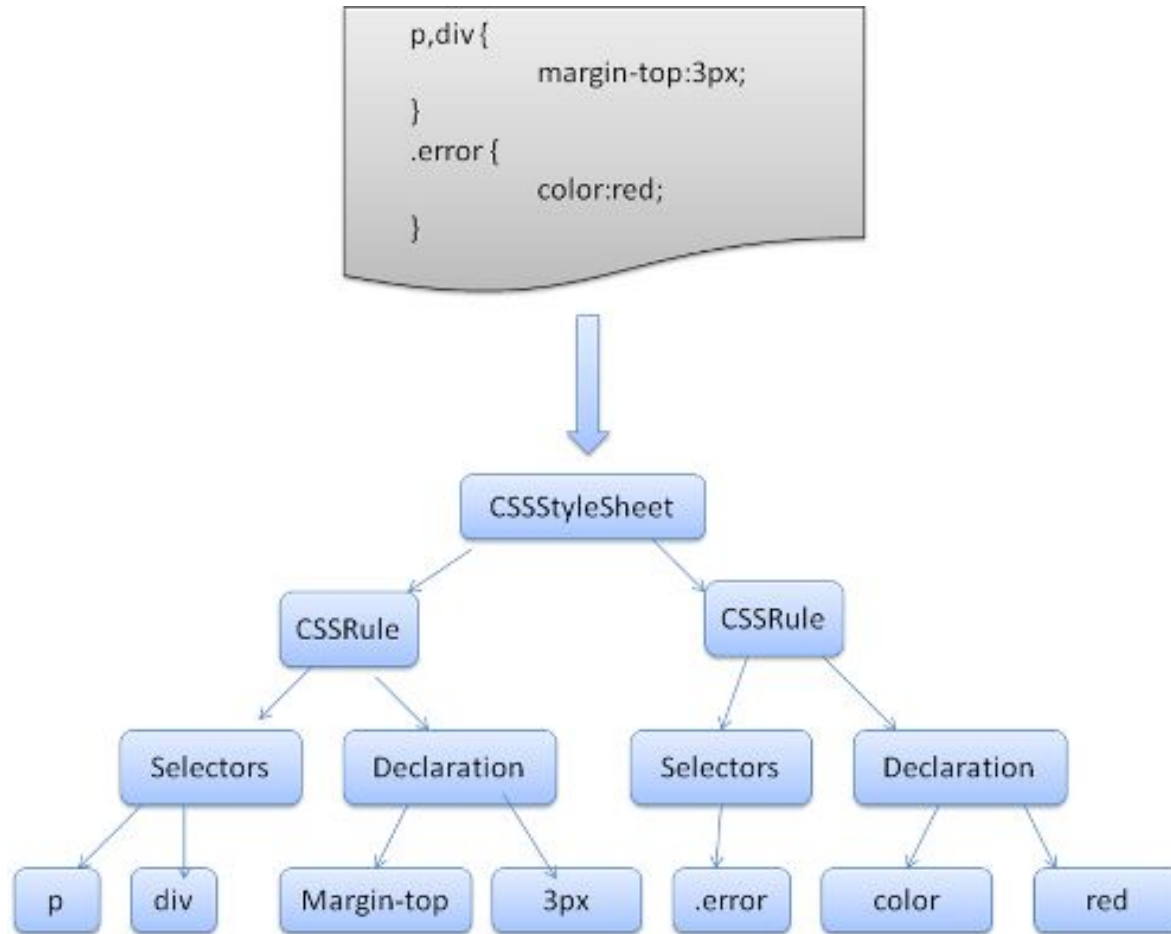 p,div {
margin-top:3px;
}
.error {
color:red;
}
CSSStyleSheet
CSSRule
CSSRule
Selectors
Declaration
Selectors
Declaration
p
div
Margin-top
3px
.error
color
red